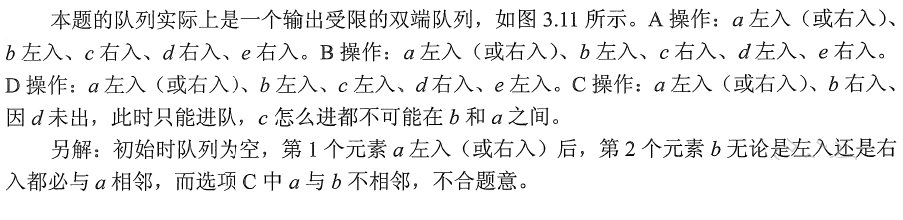 本题的队列实际上是一个输出受限的双端队列，如图 3.11 所示。A 操作：a 左入（或右入）、
b 左入、c 右入、d 右入、e 右入。B 操作：a 左入（或右入）、b 左入、c 右入、d 左入、e 右入。
D 操作：a 左入（或右入）、b 左入、c 左入、d 右入、e 左入。C 操作：a 左入（或右入）、b 右入、
因 d 未出，此时只能进队，c 怎么进都不可能在 b 和 a 之间。
另解：初始时队列为空，第 1 个元素 a 左入（或右入）后，第 2 个元素 b 无论是左入还是右
入都必与 a 相邻，而选项 C 中 a 与 b 不相邻，不合题意。